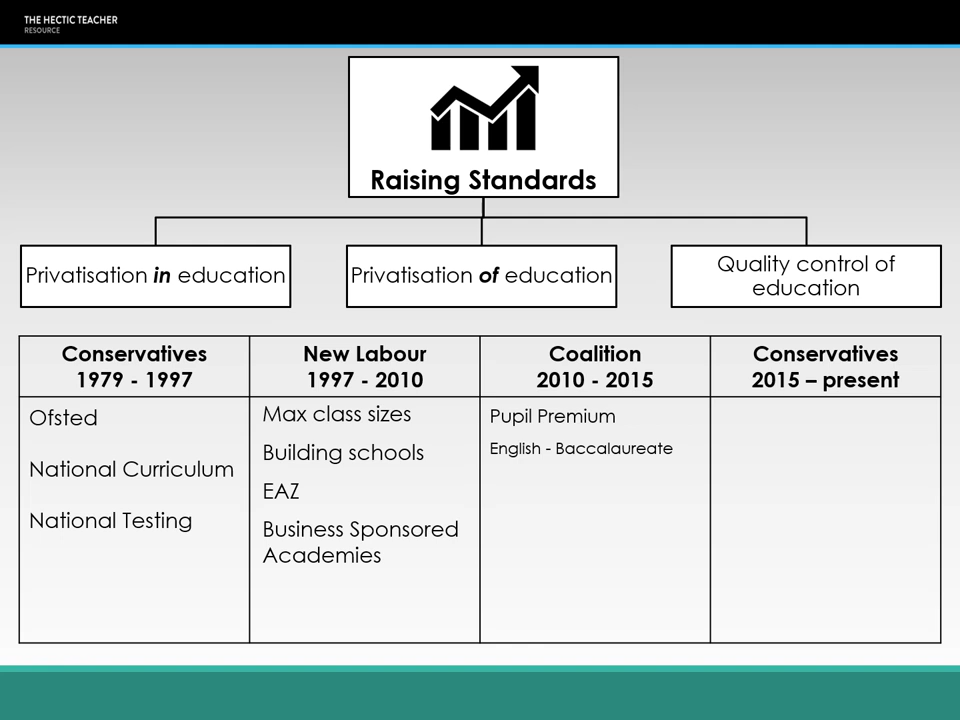 THE HECTIC TEACHER
RESOURCE
Raising Standards
Privatisation in education
Privatisation of education
Quality control of
education
Conservatives
1979 - 1997
New Labour
1997 - 2010
Coalition
2010 - 2015
Conservatives
2015 – present
Ofsted
National Curriculum
National Testing
Max class sizes
Building schools
EAZ
Business Sponsored
Academies
Pupil Premium
English - Baccalaureate